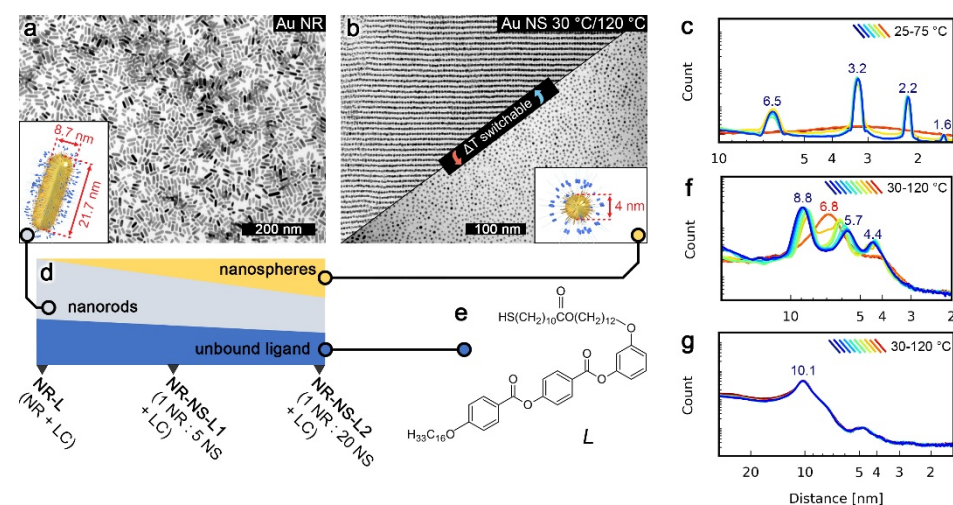 a
Au NR
8.7 nm
21.7 nm
200 nm
b
Au NS 30 °C/120 °C
ΔT switchable
4 nm
100 nm
c
25-75 °C
Count
6.5
3.2
2.2
1.6
10
5
4
3
2
d
nanospheres
nanorods
unbound ligand
NR-L
(NR + LC)
NR-NS-L1
(1 NR : 5 NS
+ LC)
NR-NS-L2
(1 NR : 20 NS
+ LC)
e
O
HS(CH2)10CO(CH2)12
O
O
O
O
O
H33C16O
L
f
30-120 °C
Count
8.8
6.8
5.7
4.4
10
5
4
3
2
g
30-120 °C
Count
10.1
20
10
5
4
3
2
Distance [nm]